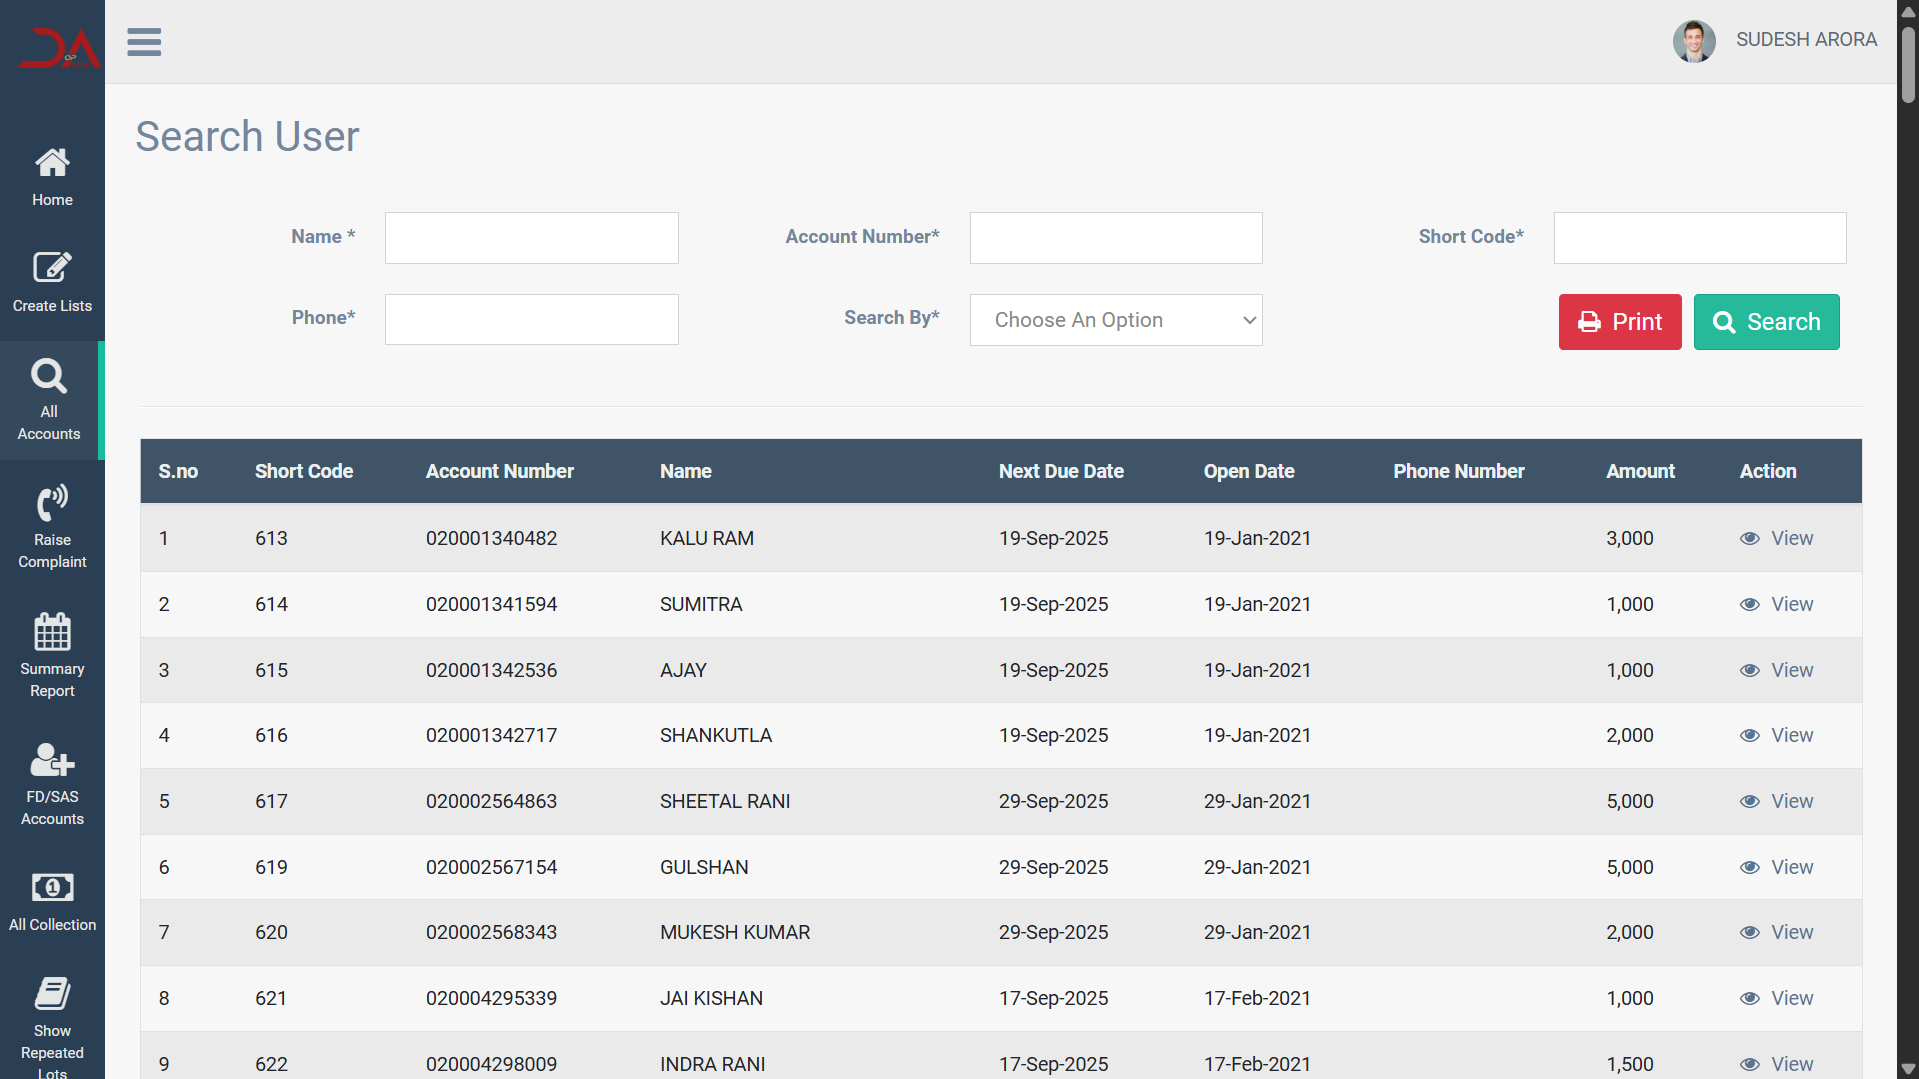 DA
OP
SUDESH ARORA
Search User
Name *
Account Number*
Short Code*
Phone*
Search By*
Choose An Option
Print
Search
Home
Create Lists
All
Accounts
Raise
Complaint
Summary
Report
FD/SAS
Accounts
All Collection
Show
Repeated
Lots
S.no Short Code Account Number Name Next Due Date Open Date Phone Number Amount Action
1 613 020001340482 KALU RAM 19-Sep-2025 19-Jan-2021 3,000 View
2 614 020001341594 SUMITRA 19-Sep-2025 19-Jan-2021 1,000 View
3 615 020001342536 AJAY 19-Sep-2025 19-Jan-2021 1,000 View
4 616 020001342717 SHANKUTLA 19-Sep-2025 19-Jan-2021 2,000 View
5 617 020002564863 SHEETAL RANI 29-Sep-2025 29-Jan-2021 5,000 View
6 619 020002567154 GULSHAN 29-Sep-2025 29-Jan-2021 5,000 View
7 620 020002568343 MUKESH KUMAR 29-Sep-2025 29-Jan-2021 2,000 View
8 621 020004295339 JAI KISHAN 17-Sep-2025 17-Feb-2021 1,000 View
9 622 020004298009 INDRA RANI 17-Sep-2025 17-Feb-2021 1,500 View